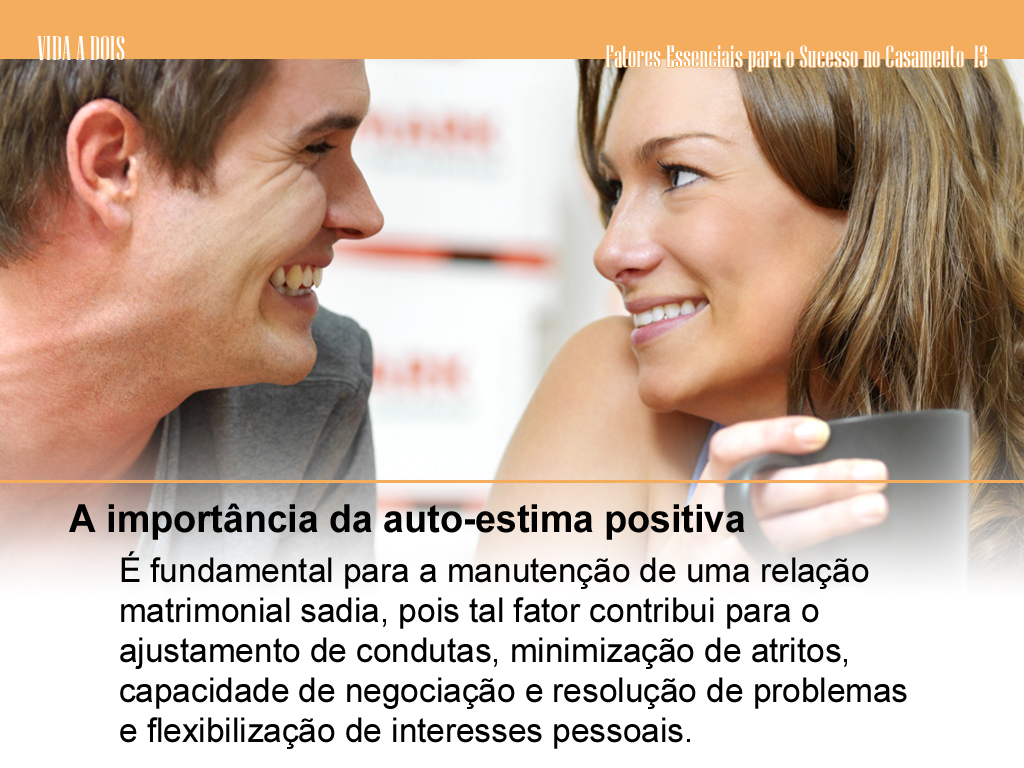 VIDA A DOIS
Fatores Essenciais para o Sucesso no Casamento 13
A importância da auto-estima positiva
É fundamental para a manutenção de uma relação
matrimonial sadia, pois tal fator contribui para o
ajustamento de condutas, minimização de atritos,
capacidade de negociação e resolução de problemas
e flexibilização de interesses pessoais.